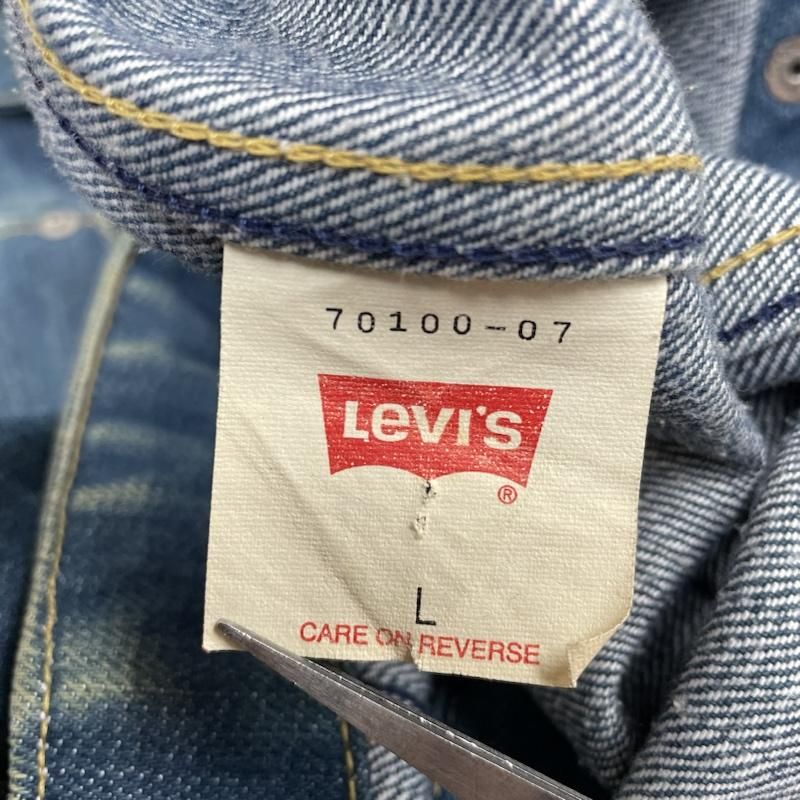 70100-07
LEVI'S
®
L
CARE ON REVERSE